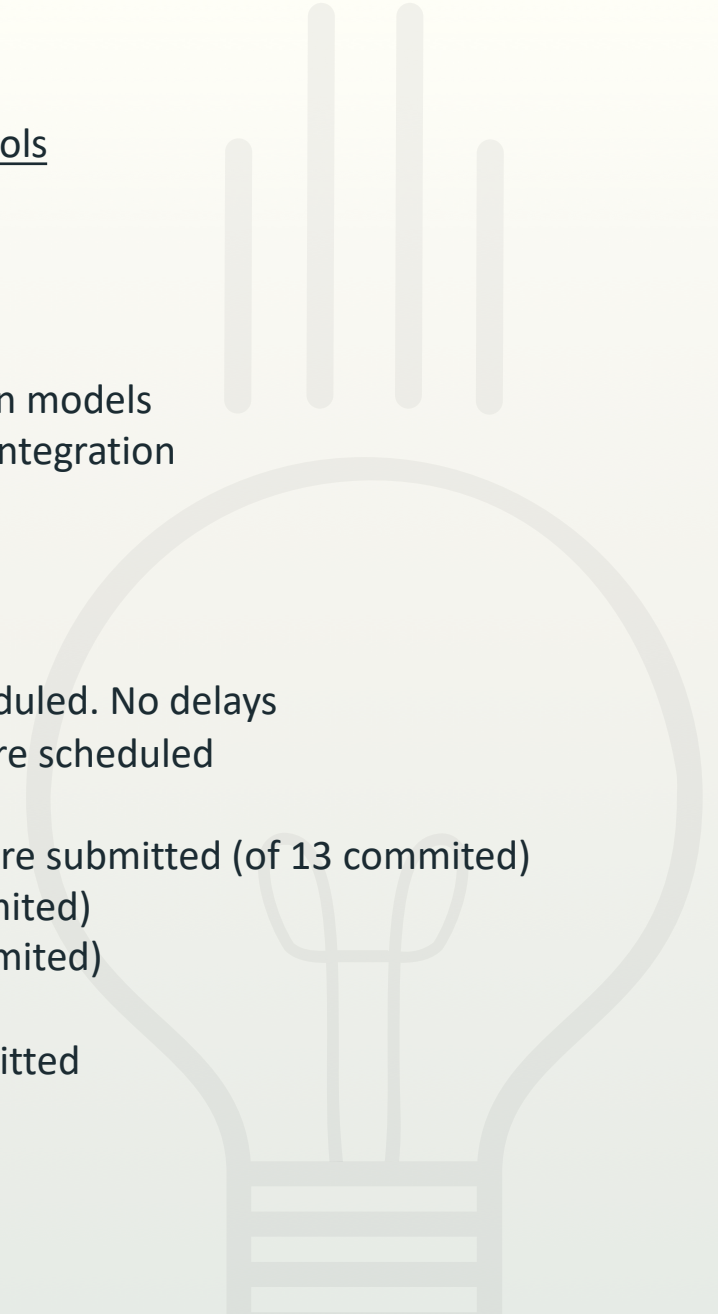 ols
n models
ntegration
duled. No delays
re scheduled
re submitted (of 13 commited)
nited)
mited)
itted